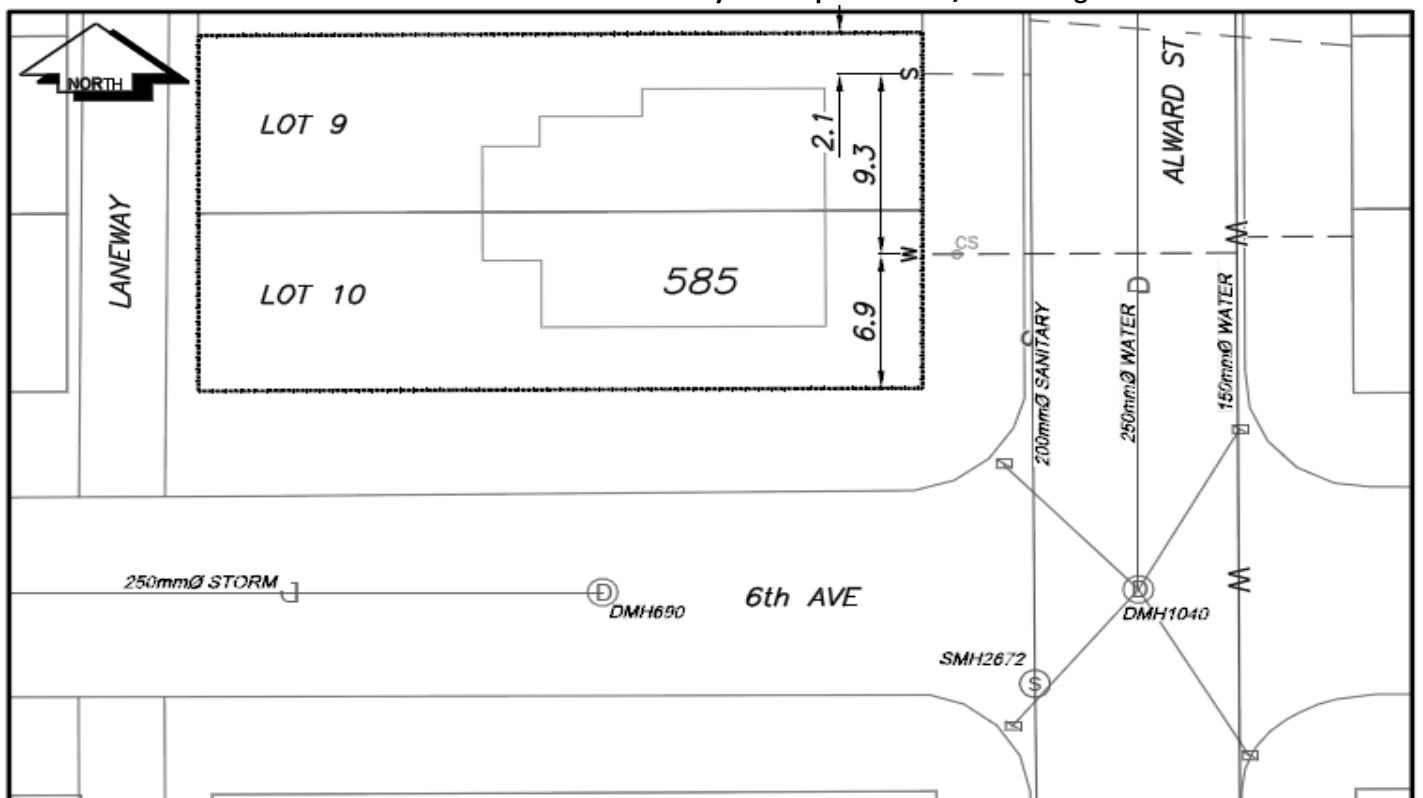 NORTH
LOT 9
S
2.1
9.3
ALWARD ST
LANEWAY
W
CS
W
LOT 10
585
6.9
D
S
200mmØ SANITARY
250mmØ WATER
150mmØ WATER
250mmØ STORM
D
D
DMH690
6th AVE
D
DMH1040
W
SMH2672
S